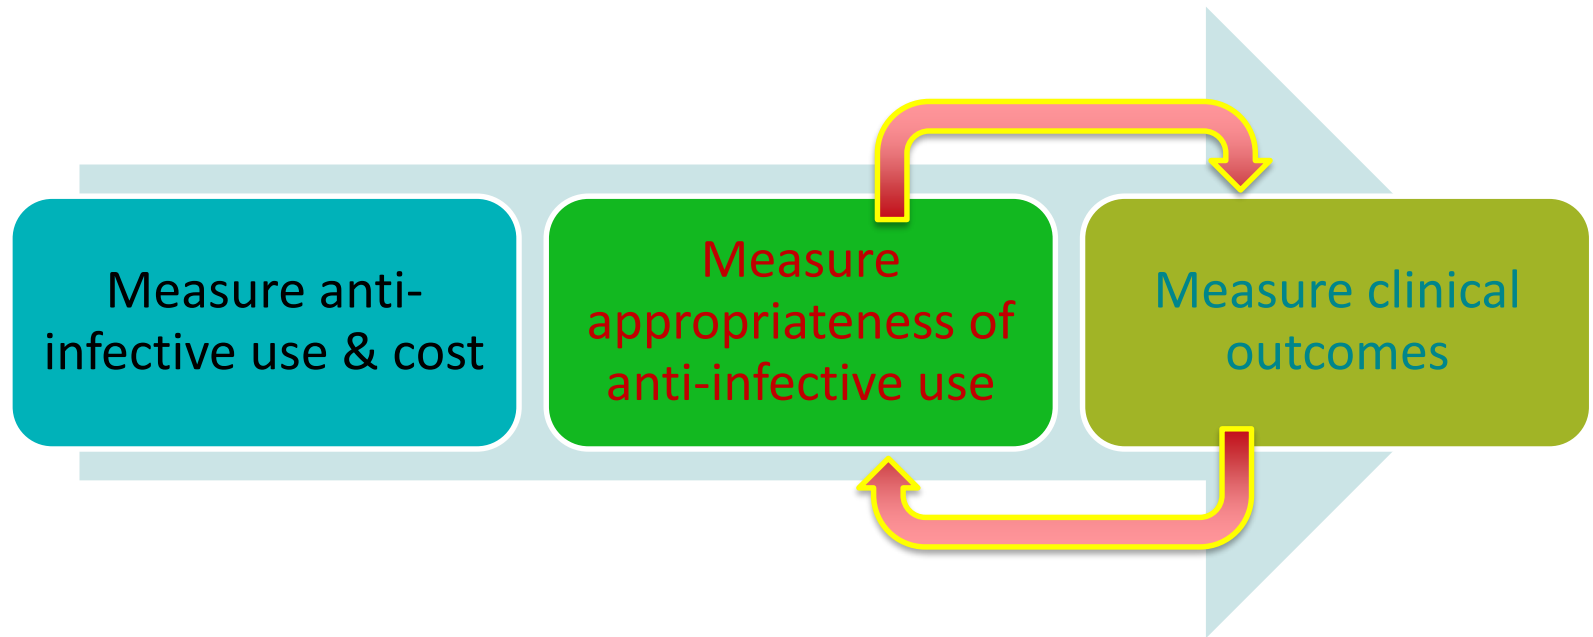 Measure anti-
infective use & cost
Measure
appropriateness of
anti-infective use
Measure clinical
outcomes